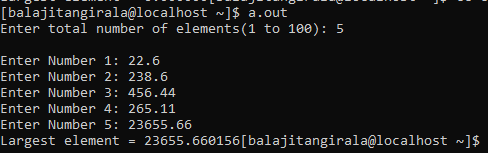 [balajitangirala@localhost ~]$ a.out
Enter total number of elements(1 to 100): 5
Enter Number 1: 22.6
Enter Number 2: 238.6
Enter Number 3: 456.44
Enter Number 4: 265.11
Enter Number 5: 23655.66
Largest element = 23655.660156[balajitangirala@localhost ~]$